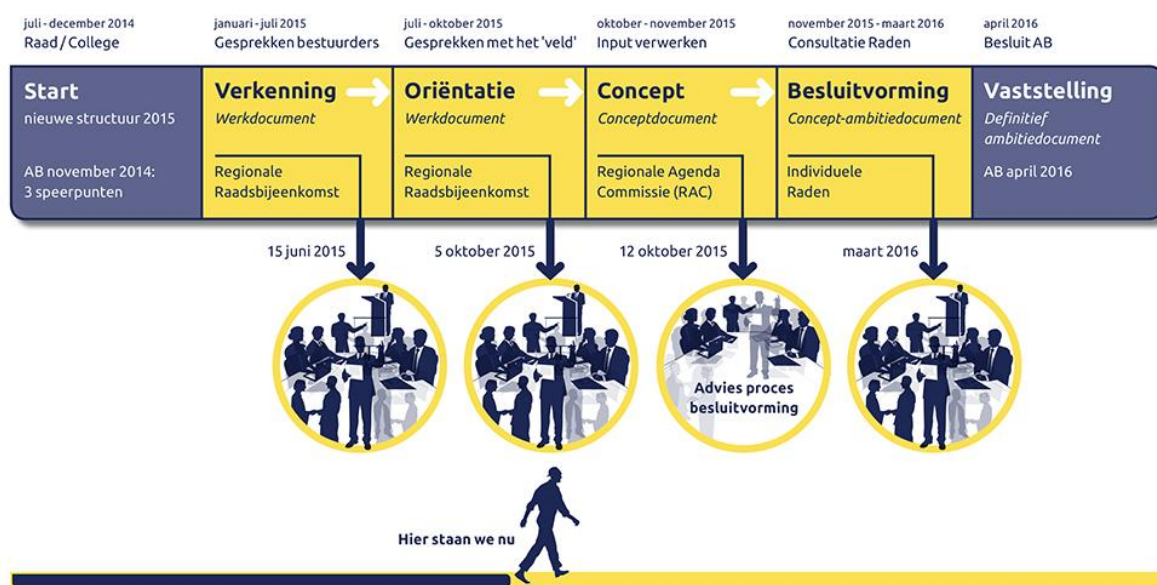 juli - december 2014
Raad / College
januari - juli 2015
Gesprekken bestuurders
juli - oktober 2015
Gesprekken met het 'veld'
oktober - november 2015
Input verwerken
november 2015 - maart 2016
Consultatie Raden
april 2016
Besluit AB
Start
nieuwe structuur 2015
AB november 2014:
3 speerpunten
Verkenning
Werkdocument
Regionale
Raadsbijeenkomst
Oriëntatie
Werkdocument
Regionale
Raadsbijeenkomst
Concept
Conceptdocument
Regionale Agenda
Commissie (RAC)
Besluitvorming
Concept-ambitiedocument
Individuele
Raden
Vaststelling
Definitief
ambitiedocument
AB april 2016
15 juni 2015
5 oktober 2015
12 oktober 2015
maart 2016
Advies proces
besluitvorming
Hier staan we nu